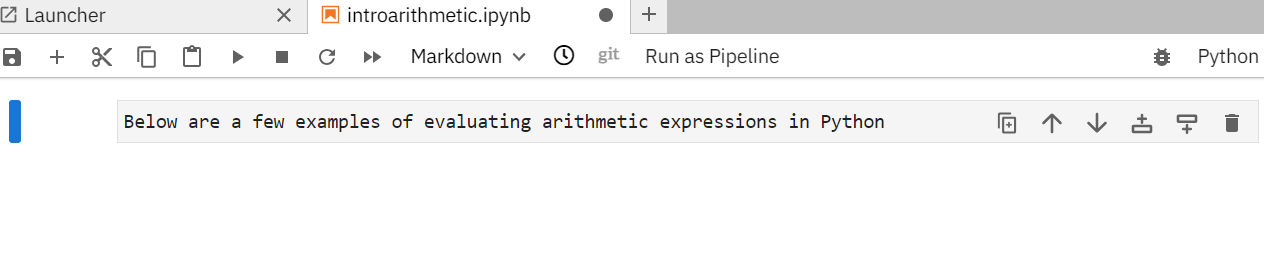 Launcher
introarithmetic.ipynb
Markdown
git
Run as Pipeline
Python
Below are a few examples of evaluating arithmetic expressions in Python